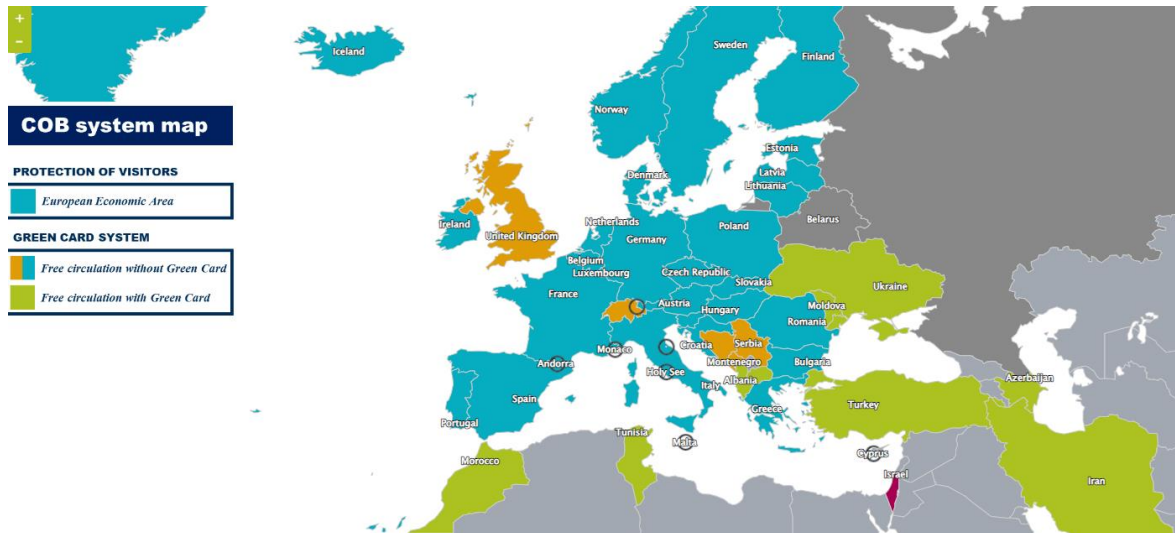 +
−
COB system map
PROTECTION OF VISITORS
European Economic Area
GREEN CARD SYSTEM
Free circulation without Green Card
Free circulation with Green Card
Iceland
Sweden
Finland
Norway
Estonia
Latvia
Lithuania
Denmark
Belarus
Ireland
United Kingdom
Netherlands
Germany
Poland
Belgium
Luxembourg
Czech Republic
Slovakia
Ukraine
France
Austria
Hungary
Moldova
Romania
Croatia
Serbia
Monaco
Andorra
Montenegro
Bulgaria
Holy See
Albania
Italy
Azerbaijan
Spain
Portugal
Greece
Turkey
Tunisia
Malta
Cyprus
Morocco
Israel
Iran